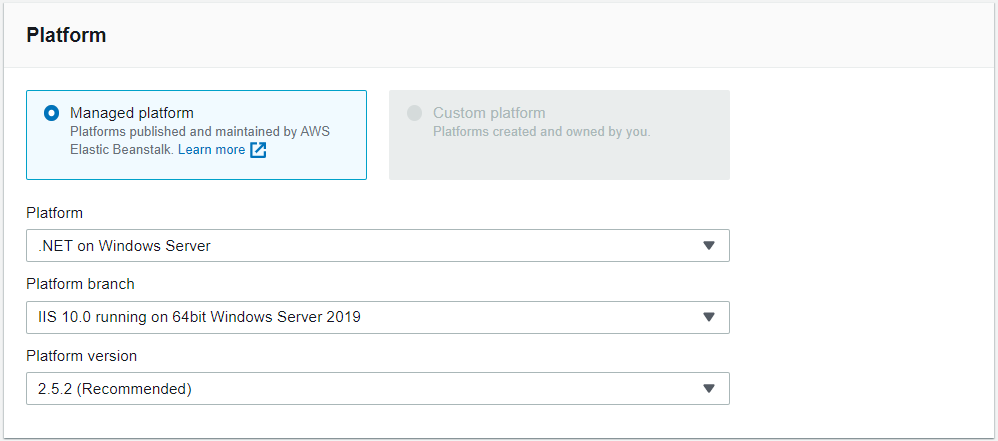 Platform
Managed platform
Platforms published and maintained by AWS
Elastic Beanstalk. Learn more
Custom platform
Platforms created and owned by you.
Platform
.NET on Windows Server
Platform branch
IIS 10.0 running on 64bit Windows Server 2019
Platform version
2.5.2 (Recommended)